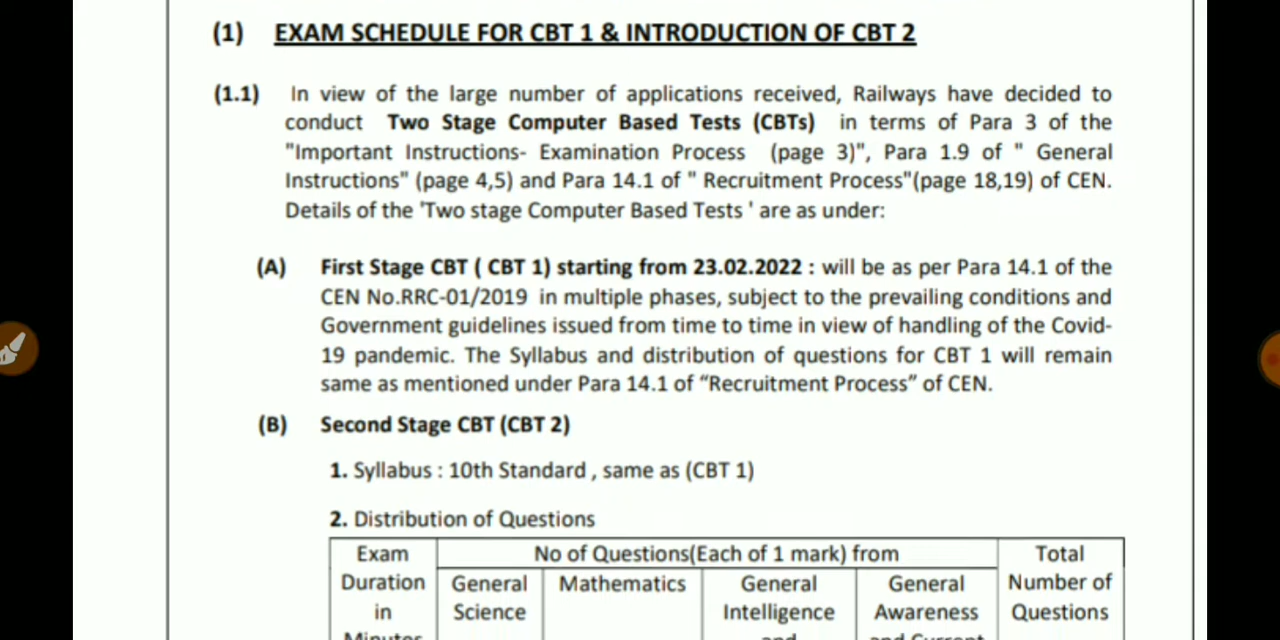 (1) EXAM SCHEDULE FOR CBT 1 & INTRODUCTION OF CBT 2
(1.1) In view of the large number of applications received, Railways have decided to
conduct Two Stage Computer Based Tests (CBTs) in terms of Para 3 of the
"Important Instructions- Examination Process (page 3)", Para 1.9 of " General
Instructions" (page 4,5) and Para 14.1 of " Recruitment Process"(page 18,19) of CEN.
Details of the 'Two stage Computer Based Tests ' are as under:
(A) First Stage CBT ( CBT 1) starting from 23.02.2022 : will be as per Para 14.1 of the
CEN No.RRC-01/2019 in multiple phases, subject to the prevailing conditions and
Government guidelines issued from time to time in view of handling of the Covid-
19 pandemic. The Syllabus and distribution of questions for CBT 1 will remain
same as mentioned under Para 14.1 of “Recruitment Process” of CEN.
(B) Second Stage CBT (CBT 2)
1. Syllabus : 10th Standard , same as (CBT 1)
2. Distribution of Questions
Exam No of Questions(Each of 1 mark) from Total
Duration General Mathematics General General Number of
in Science Intelligence Awareness Questions
Minutes and and Current